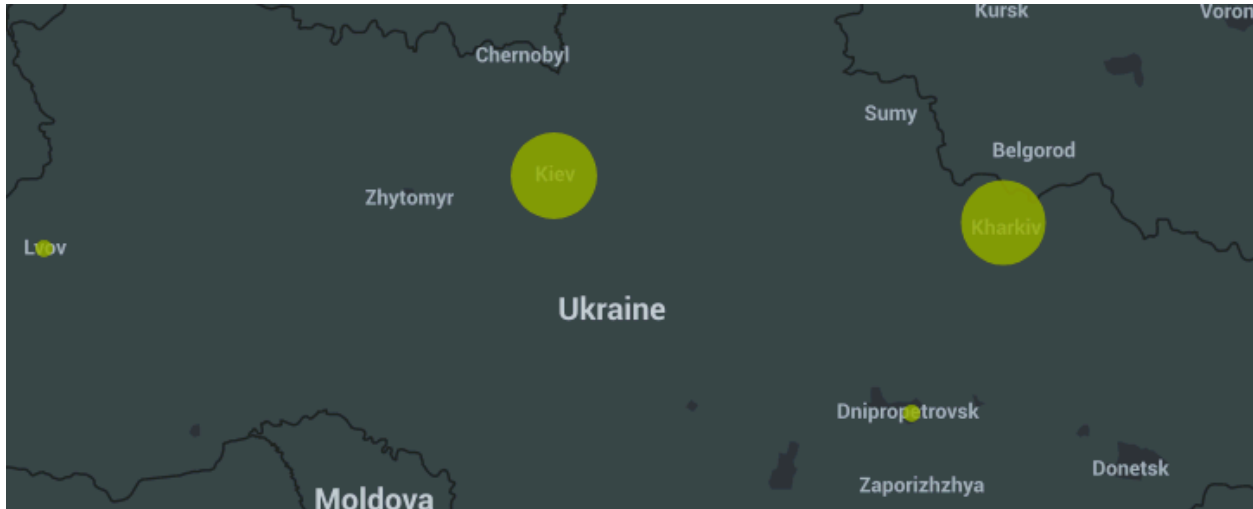 Kursk
Voron
Chernobyl
Sumy
Belgorod
Kiev
Zhytomyr
Kharkiv
Lvov
Ukraine
Dnipropetrovsk
Donetsk
Zaporizhzhya
Moldova